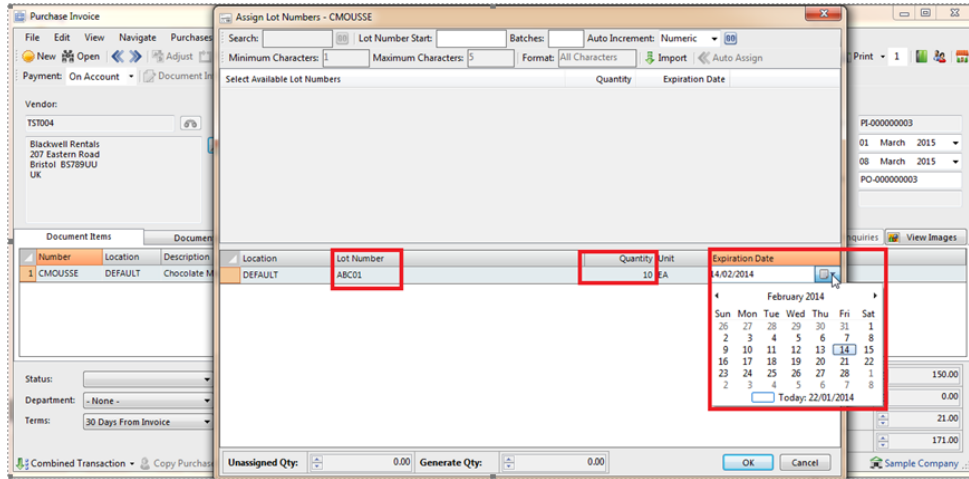 Purchase Invoice
File Edit View Navigate Purchases
New Open Adjust
Payment: On Account Document In
Vendor:
TST004
Blackwell Rentals
207 Eastern Road
Bristol BS789UU
UK
Document Items Documen
Number Location Description
1 CMOUSSE DEFAULT Chocolate M
Status:
Department: - None -
Terms: 30 Days From Invoice
Combined Transaction Copy Purchas
Assign Lot Numbers - CMOUSSE
Search: GO Lot Number Start: Batches: Auto Increment: Numeric GO
Minimum Characters: 1 Maximum Characters: 5 Format: All Characters Import Auto Assign
Select Available Lot Numbers Quantity Expiration Date
Location Lot Number Quantity Unit Expiration Date
DEFAULT ABC01 10 EA 14/02/2014
February 2014
Sun Mon Tue Wed Thu Fri Sat
26 27 28 29 30 31 1
2 3 4 5 6 7 8
9 10 11 12 13 14 15
16 17 18 19 20 21 22
23 24 25 26 27 28 1
2 3 4 5 6 7 8
Today: 22/01/2014
Unassigned Qty: 0.00 Generate Qty: 0.00 OK Cancel
Print 1
PI-000000003
01 March 2015
08 March 2015
PO-000000003
nquiries View Images
150.00
0.00
21.00
171.00
Sample Company